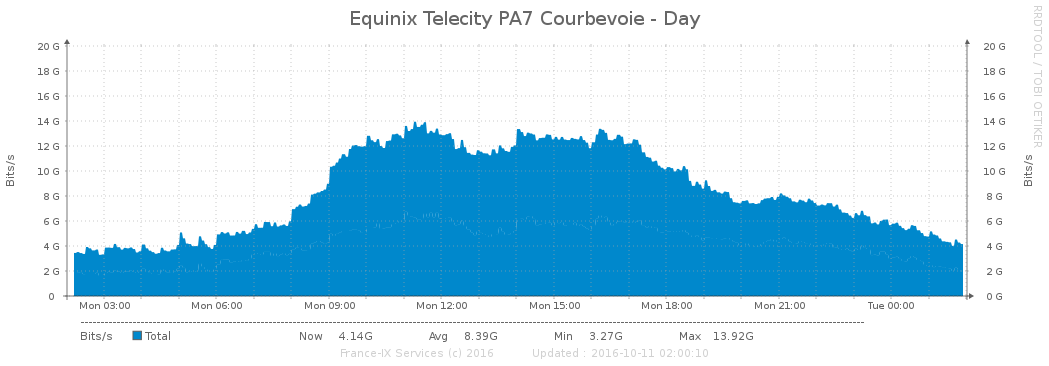 Equinix Telecity PA7 Courbevoie - Day
RRDTOOL / TOBI OETIKER
20 G 20 G
18 G 18 G
16 G 16 G
14 G 14 G
12 G 12 G
10 G 10 G
8 G 8 G
6 G 6 G
4 G 4 G
2 G 2 G
0 0 G
Bits/s Bits/s
Mon 03:00 Mon 06:00 Mon 09:00 Mon 12:00 Mon 15:00 Mon 18:00 Mon 21:00 Tue 00:00
Bits/s Total Now 4.14G Avg 8.39G Min 3.27G Max 13.92G
France-IX Services (c) 2016 Updated : 2016-10-11 02:00:10